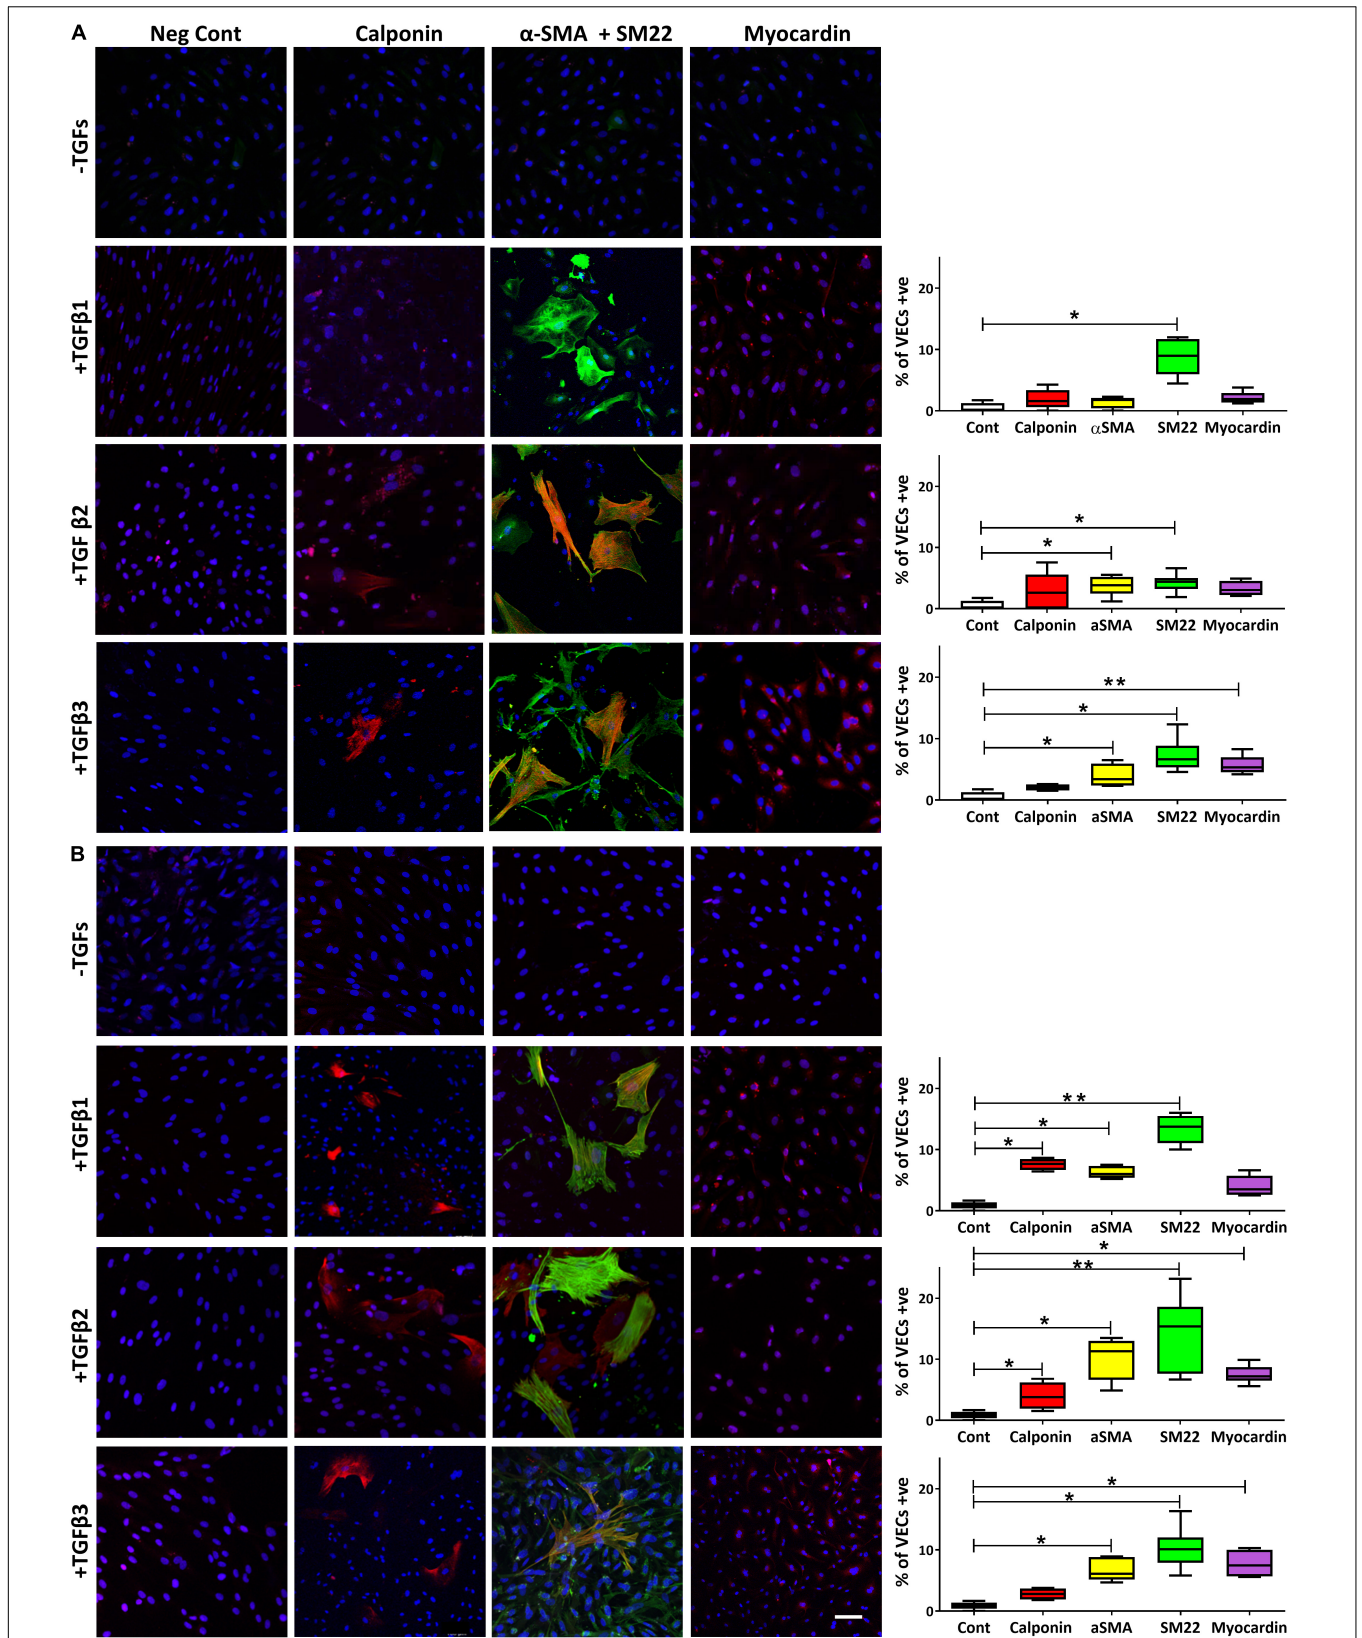 A
Neg Cont
Calponin
α-SMA + SM22
Myocardin
-TGFs
+TGFβ1
% of VECs +ve
20
10
0
*
Cont
Calponin
αSMA
SM22
Myocardin
+TGF β2
% of VECs +ve
20
10
0
*
*
Cont
Calponin
aSMA
SM22
Myocardin
+TGFβ3
% of VECs +ve
20
10
0
**
*
*
Cont
Calponin
aSMA
SM22
Myocardin
B
-TGFs
+TGFβ1
% of VECs +ve
20
10
0
**
*
*
Cont
Calponin
aSMA
SM22
Myocardin
+TGFβ2
% of VECs +ve
20
10
0
*
**
*
*
Cont
Calponin
aSMA
SM22
Myocardin
+TGFβ3
% of VECs +ve
20
10
0
*
*
*
Cont
Calponin
aSMA
SM22
Myocardin